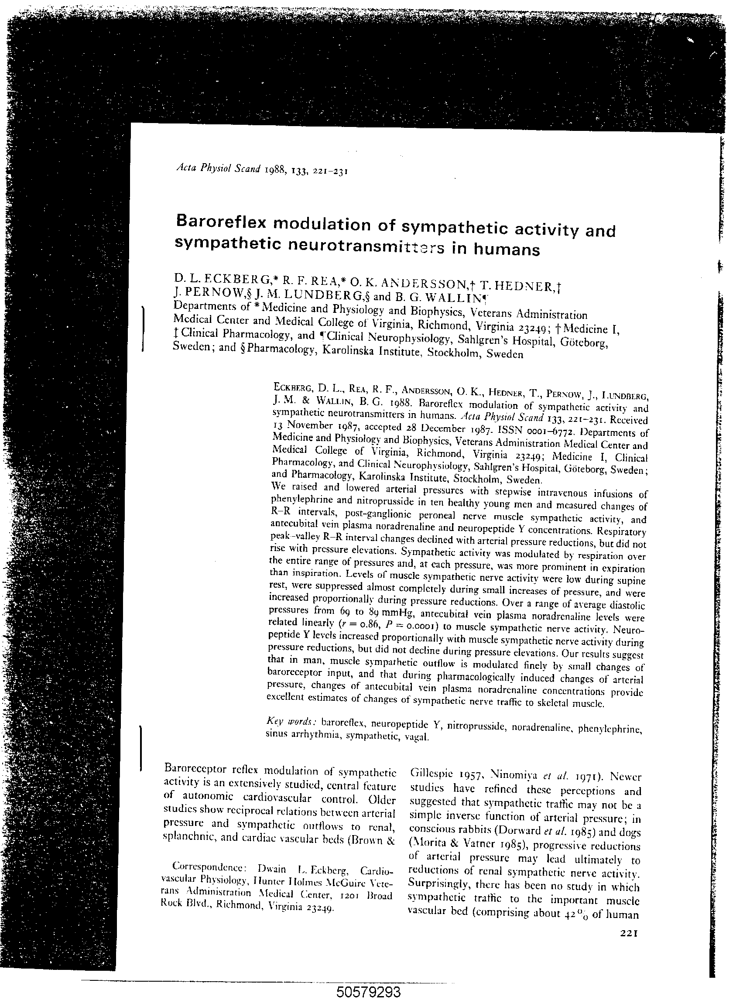 Acta Physiol Scand 1988, 133, 221-231
Baroreflex modulation of sympathetic activity and
sympathetic neurotransmitters in humans
D. L. ECKBERG,* R. F. REA,* O. K. ANDERSSON,† T. HEDNER,‡
J. PERNOW,§ J. M. LUNDBERG,§ and B. G. WALLIN¶
Departments of *Medicine and Physiology and Biophysics, Veterans Administration
Medical Center and Medical College of Virginia, Richmond, Virginia 23249; †Medicine I,
‡Clinical Pharmacology, and ¶Clinical Neurophysiology, Sahlgren's Hospital, Göteborg,
Sweden; and §Pharmacology, Karolinska Institute, Stockholm, Sweden
ECKBERG, D. L., REA, R. F., ANDERSSON, O. K., HEDNER, T., PERNOW, J., LUNDBERG,
J. M. & WALLIN, B. G. 1988. Baroreflex modulation of sympathetic activity and
sympathetic neurotransmitters in humans. Acta Physiol Scand 133, 221-231. Received
13 November 1987, accepted 28 December 1987. ISSN 0001-6772. Departments of
Medicine and Physiology and Biophysics, Veterans Administration Medical Center and
Medical College of Virginia, Richmond, Virginia 23249; Medicine I, Clinical
Pharmacology, and Clinical Neurophysiology, Sahlgren's Hospital, Göteborg, Sweden;
and Pharmacology, Karolinska Institute, Stockholm, Sweden.
We raised and lowered arterial pressures with stepwise intravenous infusions of
phenylephrine and nitroprusside in ten healthy young men and measured changes of
R-R intervals, post-ganglionic peroneal nerve muscle sympathetic activity, and
antecubital vein plasma noradrenaline and neuropeptide Y concentrations. Respiratory
peak-valley R-R interval changes declined with arterial pressure reductions, but did not
rise with pressure elevations. Sympathetic activity was modulated by respiration over
the entire range of pressures and, at each pressure, was more prominent in expiration
than inspiration. Levels of muscle sympathetic nerve activity were low during supine
rest, were suppressed almost completely during small increases of pressure, and were
increased proportionally during pressure reductions. Over a range of average diastolic
pressures from 69 to 89 mmHg, antecubital vein plasma noradrenaline levels were
related linearly (r = 0.86, P = 0.0001) to muscle sympathetic nerve activity. Neuro-
peptide Y levels increased proportionally with muscle sympathetic nerve activity during
pressure reductions, but did not decline during pressure elevations. Our results suggest
that in man, muscle sympathetic outflow is modulated finely by small changes of
baroreceptor input, and that during pharmacologically induced changes of arterial
pressure, changes of antecubital vein plasma noradrenaline concentrations provide
excellent estimates of changes of sympathetic nerve traffic to skeletal muscle.
Key words: baroreflex, neuropeptide Y, nitroprusside, noradrenaline, phenylephrine,
sinus arrhythmia, sympathetic, vagal.
Baroreceptor reflex modulation of sympathetic
activity is an extensively studied, central feature
of autonomic cardiovascular control. Older
studies show reciprocal relations between arterial
pressure and sympathetic outflows to renal,
splanchnic, and cardiac vascular beds (Brown &
Correspondence: Dwain L. Eckberg, Cardio-
vascular Physiology, Hunter Holmes McGuire Vete-
rans Administration Medical Center, 1201 Broad
Rock Blvd., Richmond, Virginia 23249.
Gillespie 1957, Ninomiya et al. 1971). Newer
studies have refined these perceptions and
suggested that sympathetic traffic may not be a
simple inverse function of arterial pressure; in
conscious rabbits (Dorward et al. 1985) and dogs
(Morita & Vatner 1985), progressive reductions
of arterial pressure may lead ultimately to
reductions of renal sympathetic nerve activity.
Surprisingly, there has been no study in which
sympathetic traffic to the important muscle
vascular bed (comprising about 42% of human
221
50579293